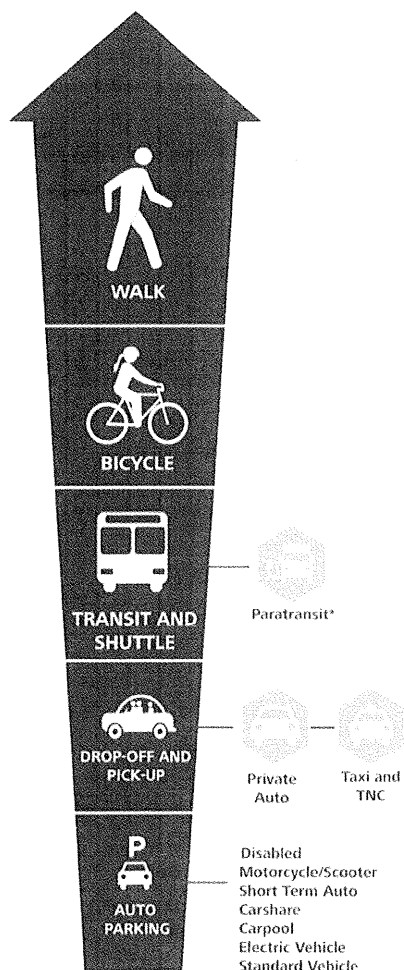 WALK
BICYCLE
TRANSIT AND
SHUTTLE
Paratransit*
DROP-OFF AND
PICK-UP
Private
Auto
Taxi and
TNC
P
AUTO
PARKING
Disabled
Motorcycle/Scooter
Short Term Auto
Carshare
Carpool
Electric Vehicle
Standard Vehicle